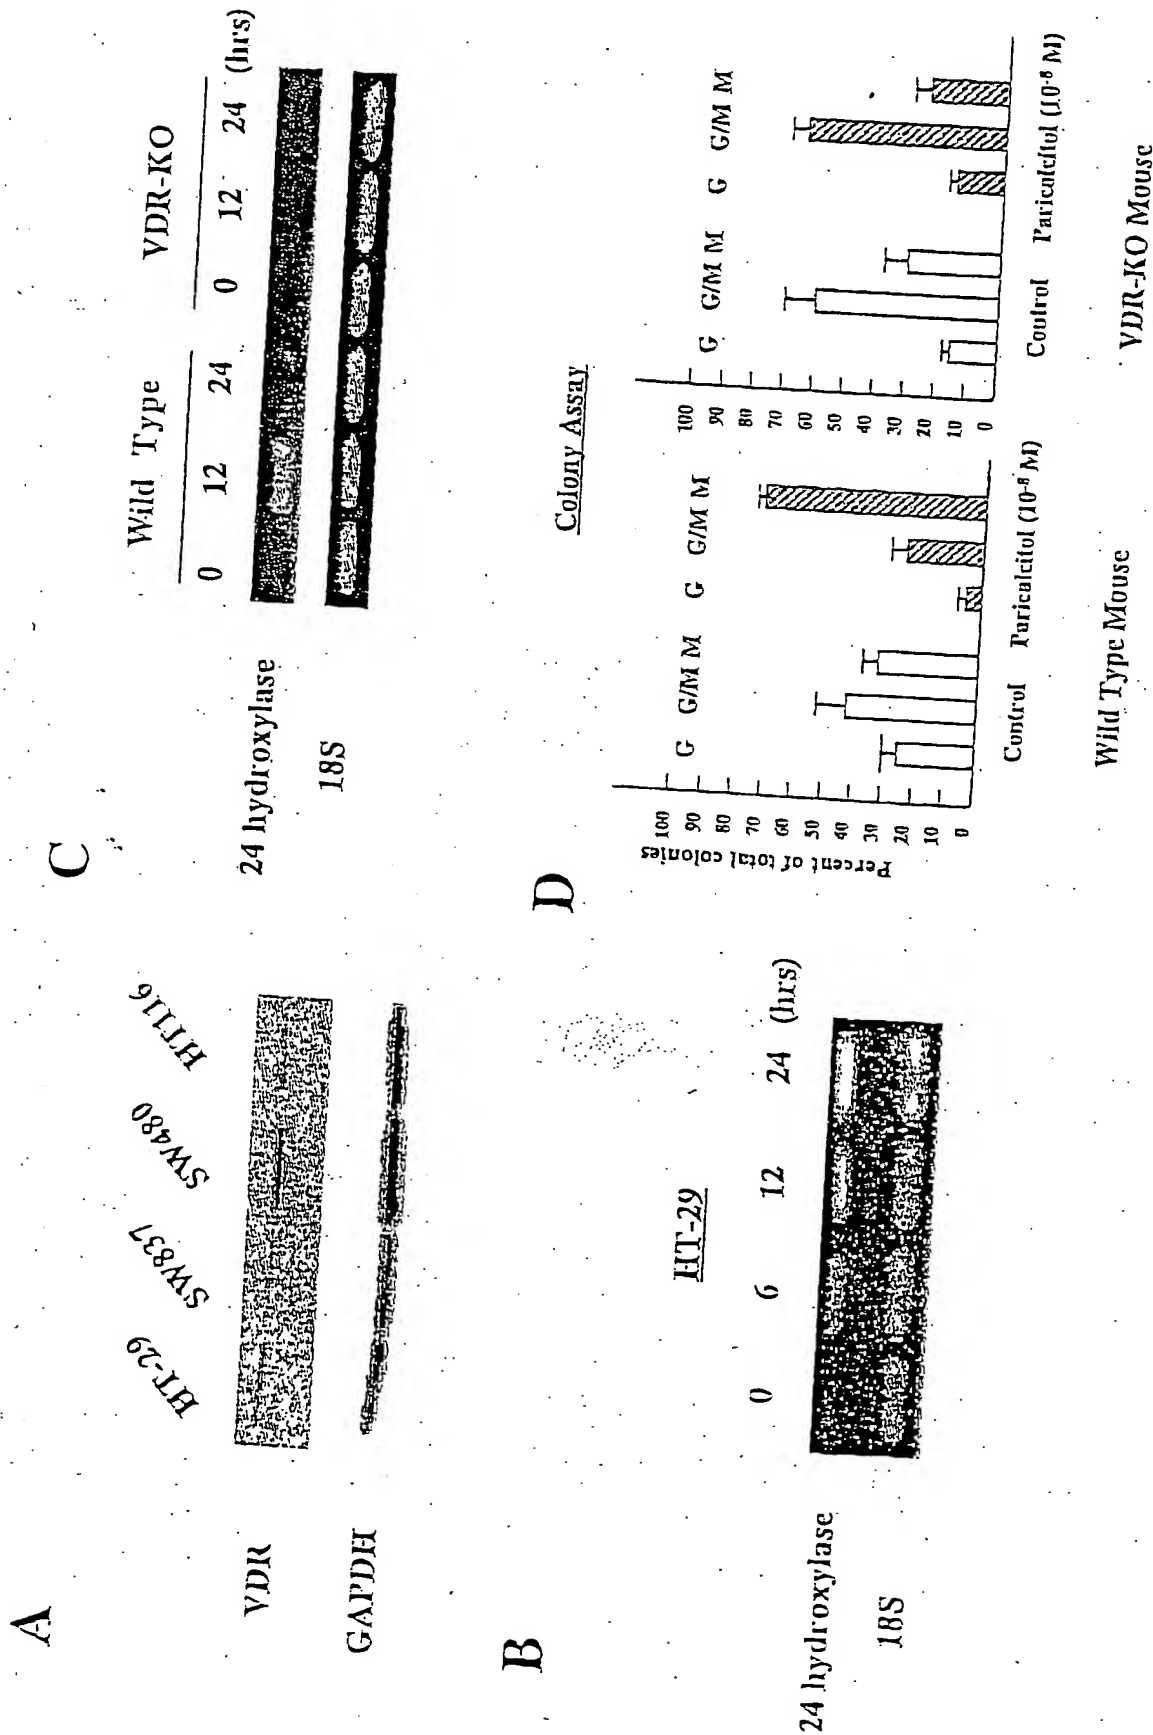 A
HT-29 SW837 SW480 HT116
VDR
GAPDH
B
HT-29
0 6 12 24 (hrs)
24 hydroxylase
18S
C
Wild Type VDR-KO
0 12 24 0 12 24 (hrs)
24 hydroxylase
18S
D
Colony Assay
Percent of total colonies
100
90
80
70
60
50
40
30
20
10
0
G G/M M G G/M M
Control Paricalcitol (10-8 M)
Wild Type Mouse
100
90
80
70
60
50
40
30
20
10
0
G G/M M G G/M M
Control Paricalcitol (10-8 M)
VDR-KO Mouse